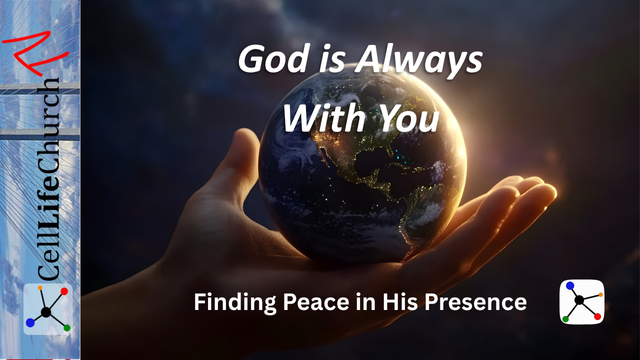 God is Always
With You
Finding Peace in His Presence
CellLifeChurch